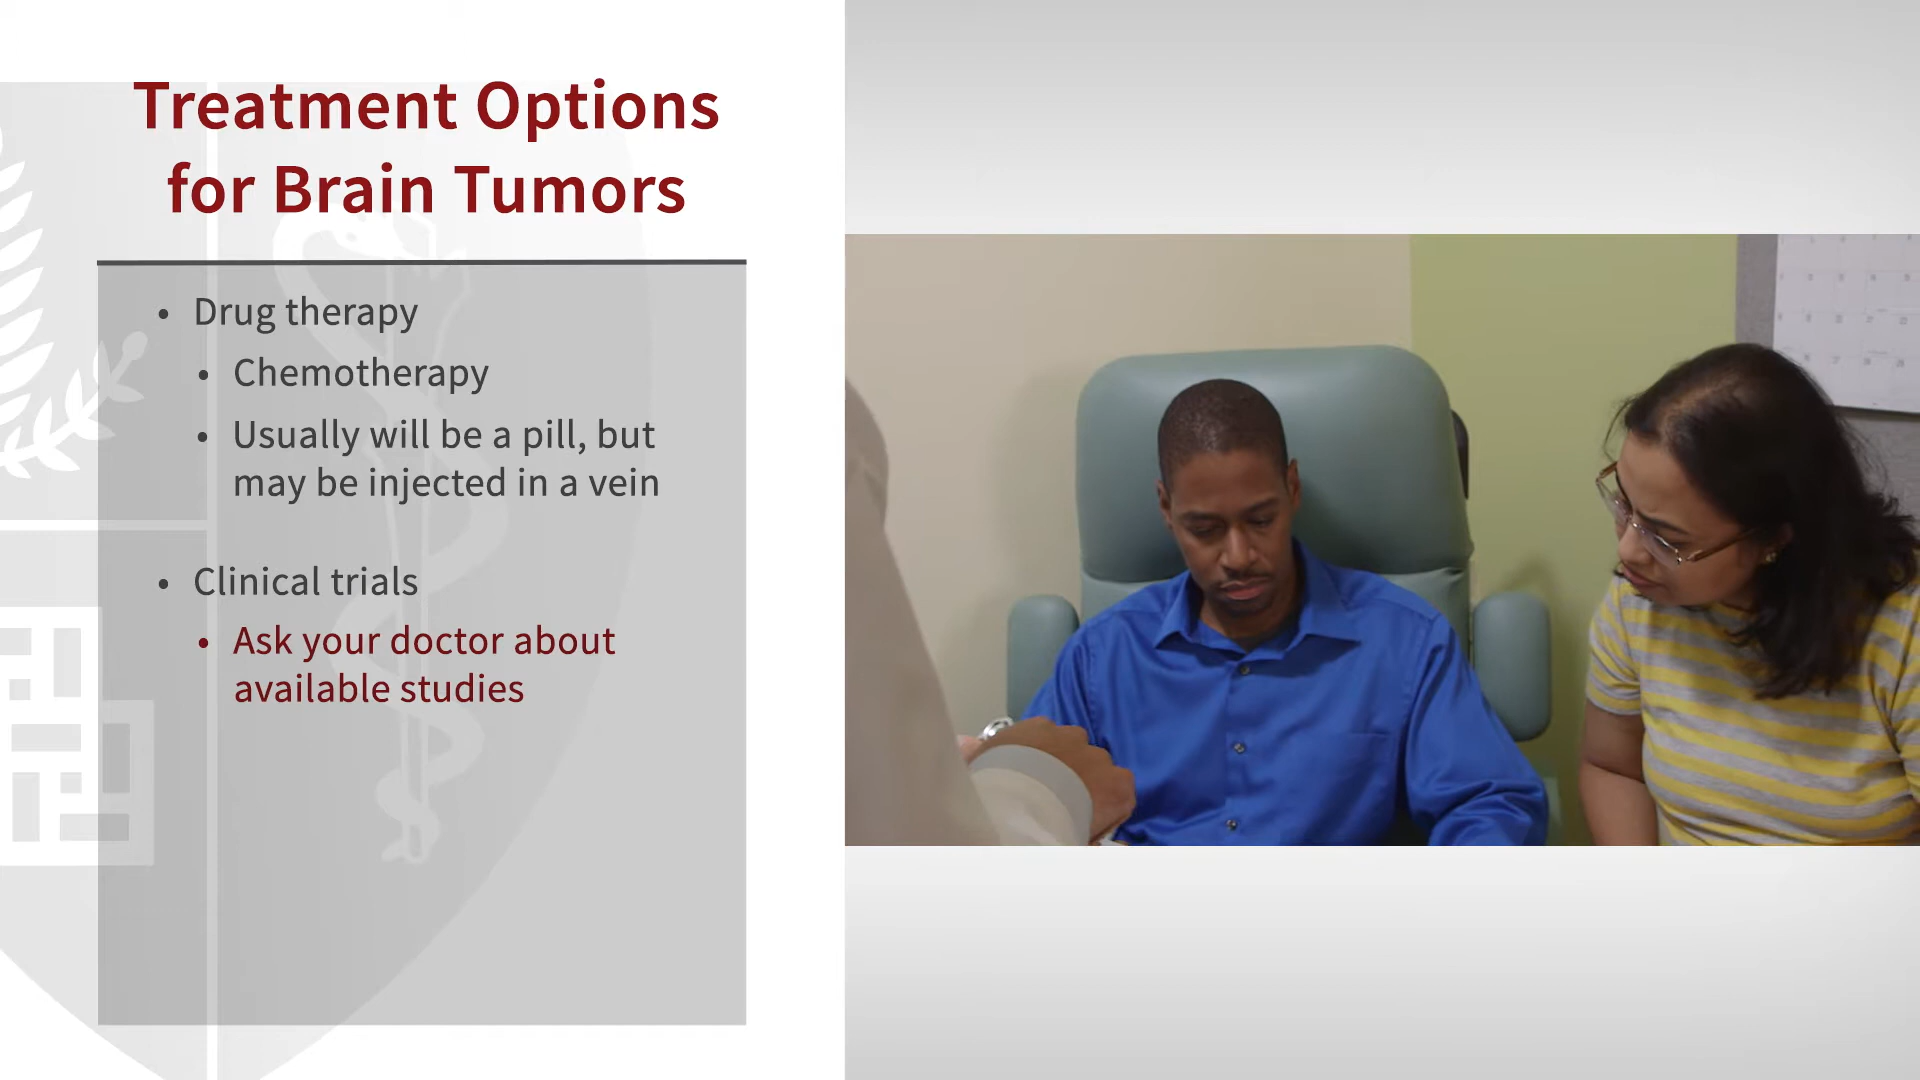 Treatment Options
for Brain Tumors
• Drug therapy
• Chemotherapy
• Usually will be a pill, but
may be injected in a vein
• Clinical trials
• Ask your doctor about
available studies